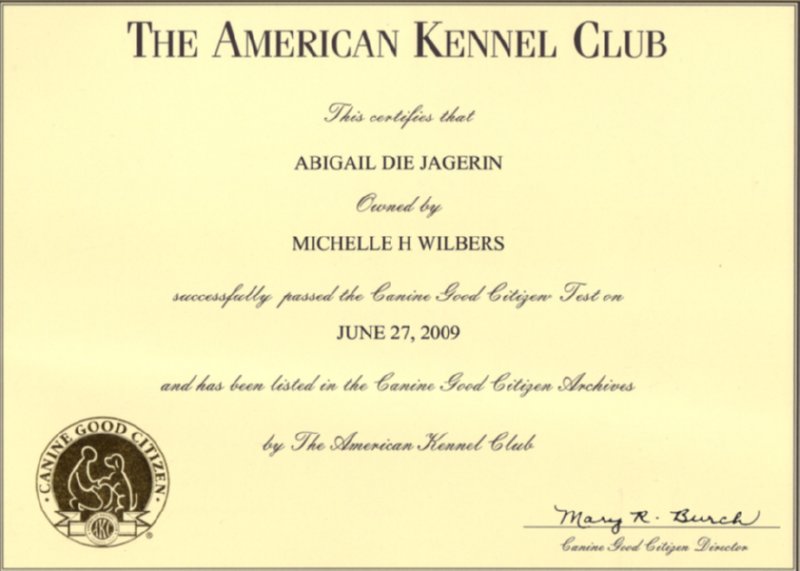 THE AMERICAN KENNEL CLUB
This certifies that
ABIGAIL DIE JAGERIN
Owned by
MICHELLE H WILBERS
successfully passed the Canine Good Citizen Test on
JUNE 27, 2009
and has been listed in the Canine Good Citizen Archives
by The American Kennel Club
· CANINE GOOD CITIZEN ·
AKC
®
Mary R. Burch
Canine Good Citizen Director